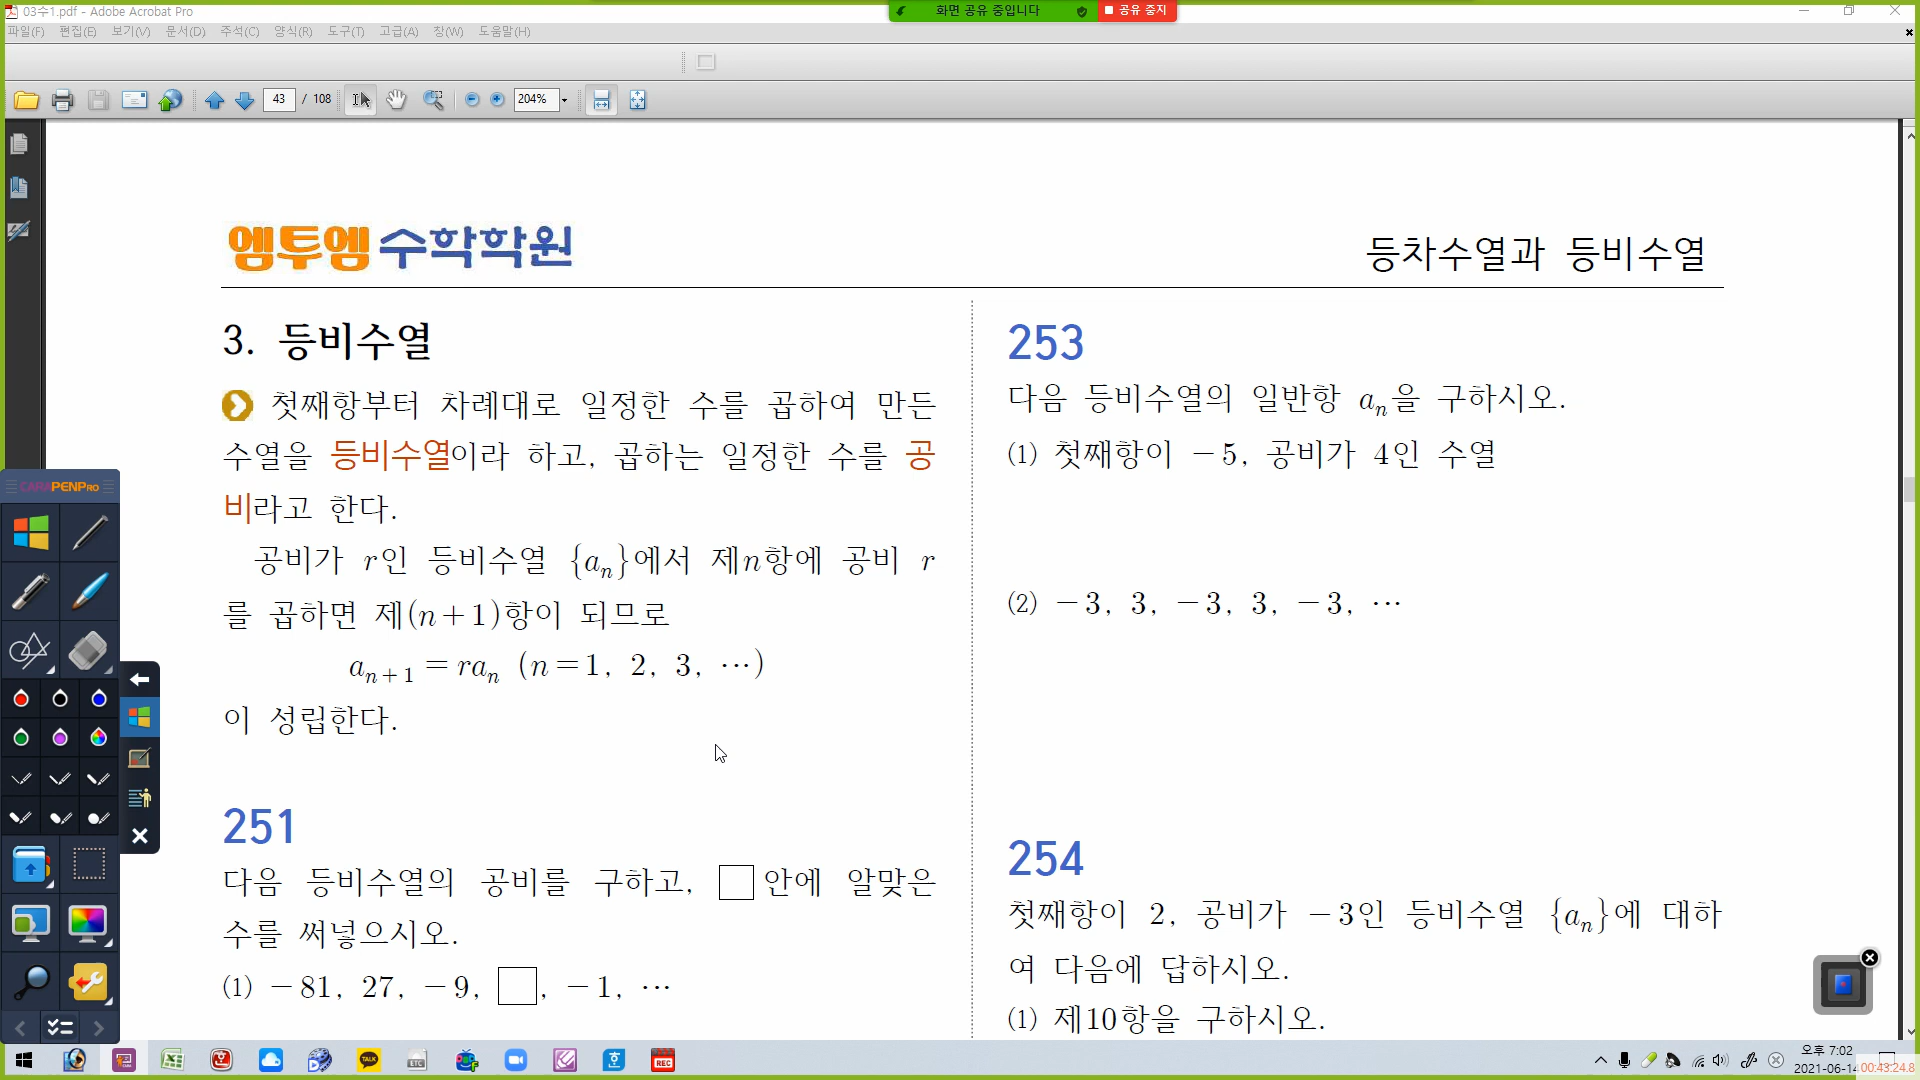 03수1.pdf - Adobe Acrobat Pro
화면 공유 중입니다
공유 중지
파일(F) 편집(E) 보기(V) 문서(D) 주석(C) 양식(R) 도구(T) 고급(A) 창(W) 도움말(H)
43 / 108 204%
엠투엠수학학원
등차수열과 등비수열
3. 등비수열
첫째항부터 차례대로 일정한 수를 곱하여 만든
수열을 등비수열이라 하고, 곱하는 일정한 수를 공
비라고 한다.
공비가 r인 등비수열 {aₙ}에서 제n항에 공비 r
를 곱하면 제(n+1)항이 되므로
aₙ₊₁ = raₙ (n=1, 2, 3, ⋯)
이 성립한다.
251
다음 등비수열의 공비를 구하고, □안에 알맞은
수를 써넣으시오.
(1) -81, 27, -9, □, -1, ⋯
253
다음 등비수열의 일반항 aₙ을 구하시오.
(1) 첫째항이 -5, 공비가 4인 수열
(2) -3, 3, -3, 3, -3, ⋯
254
첫째항이 2, 공비가 -3인 등비수열 {aₙ}에 대하
여 다음에 답하시오.
(1) 제10항을 구하시오.
CARAPENPRO
TALK
ETC
REC
오후 7:02
2021-06-14
00:43:24.8